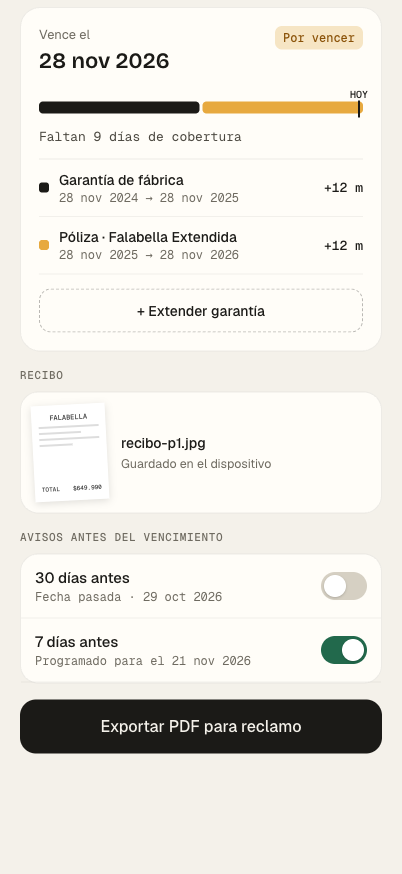 Vence el
Por vencer
28 nov 2026
HOY
Faltan 9 días de cobertura
Garantía de fábrica
+12 m
28 nov 2024 → 28 nov 2025
Póliza · Falabella Extendida
+12 m
28 nov 2025 → 28 nov 2026
+ Extender garantía
RECIBO
FALABELLA
TOTAL $649.990
recibo-p1.jpg
Guardado en el dispositivo
AVISOS ANTES DEL VENCIMIENTO
30 días antes
Fecha pasada · 29 oct 2026
7 días antes
Programado para el 21 nov 2026
Exportar PDF para reclamo